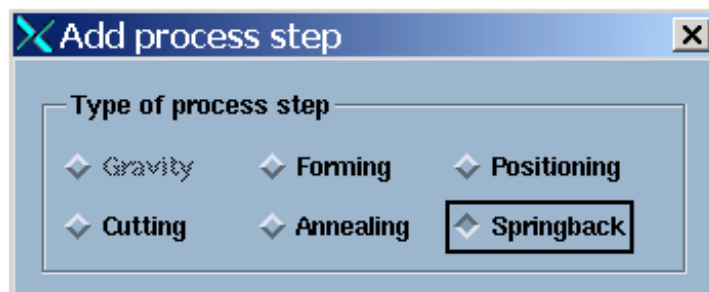 Add process step
Type of process step
Gravity Forming Positioning
Cutting Annealing Springback